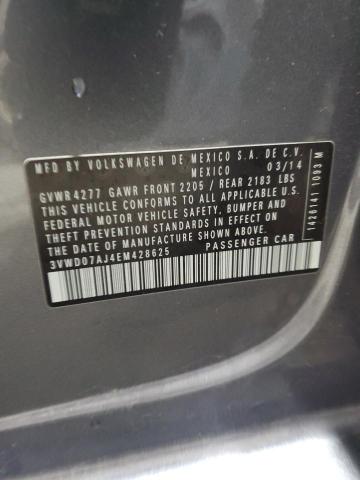 MFD BY VOLKSWAGEN DE MEXICO S.A. DE C.V.
MEXICO 03/14
GVWR 4277 GAWR FRONT 2205 / REAR 2183 LBS
THIS VEHICLE CONFORMS TO ALL APPLICABLE U.S.
FEDERAL MOTOR VEHICLE SAFETY, BUMPER AND
THEFT PREVENTION STANDARDS IN EFFECT ON THE
DATE OF MANUFACTURE SHOWN ABOVE.
3VWD07AJ4EM428625 PASSENGER CAR
1426141 1093 M